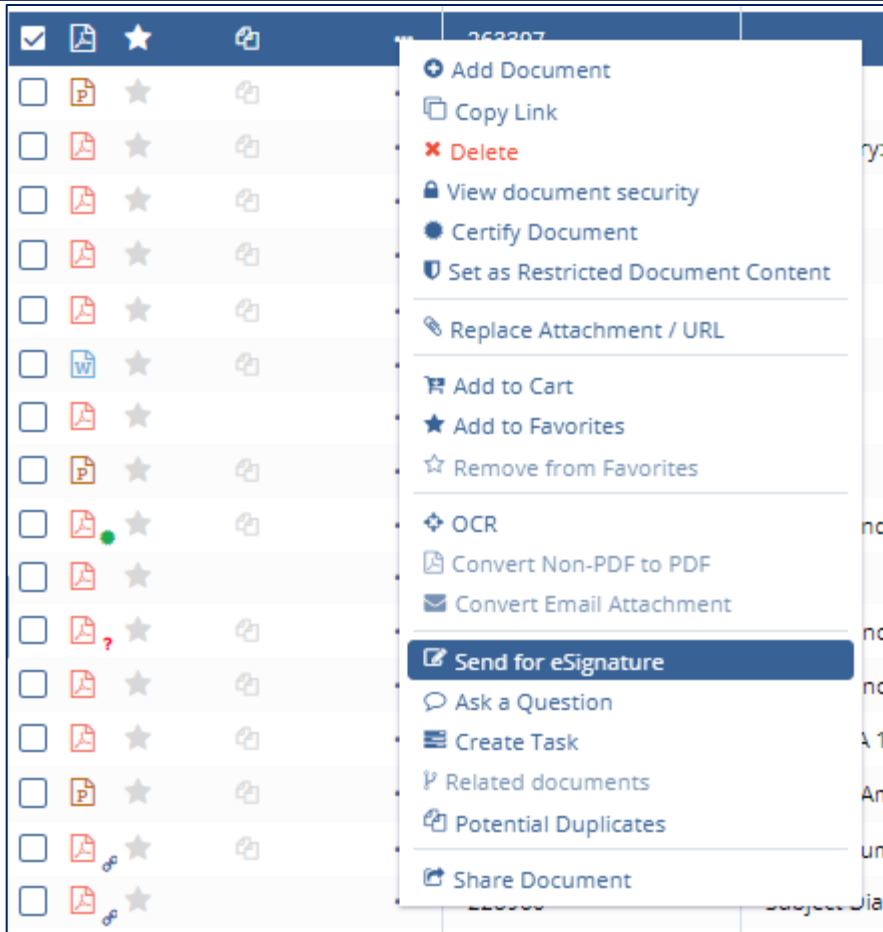 263397
Add Document
Copy Link
Delete
View document security
Certify Document
Set as Restricted Document Content
Replace Attachment / URL
Add to Cart
Add to Favorites
Remove from Favorites
OCR
Convert Non-PDF to PDF
Convert Email Attachment
Send for eSignature
Ask a Question
Create Task
Related documents
Potential Duplicates
Share Document